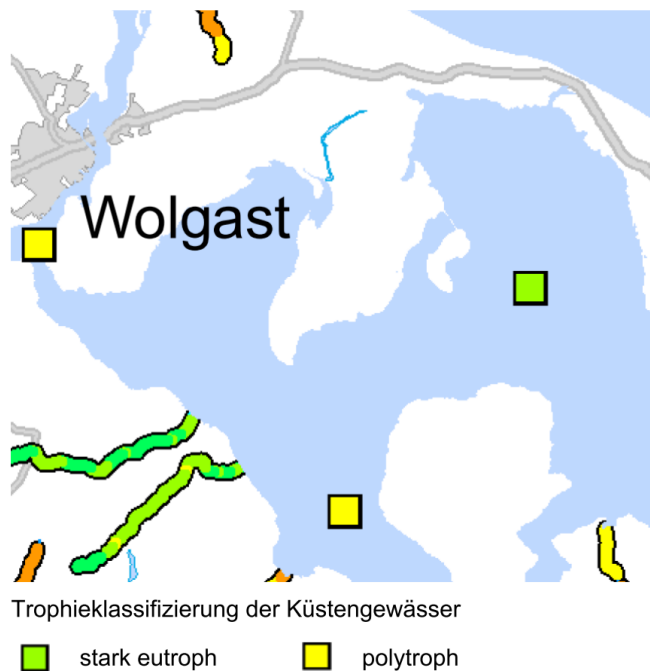 Wolgast
Trophieklassifizierung der Küstengewässer
stark eutroph polytroph